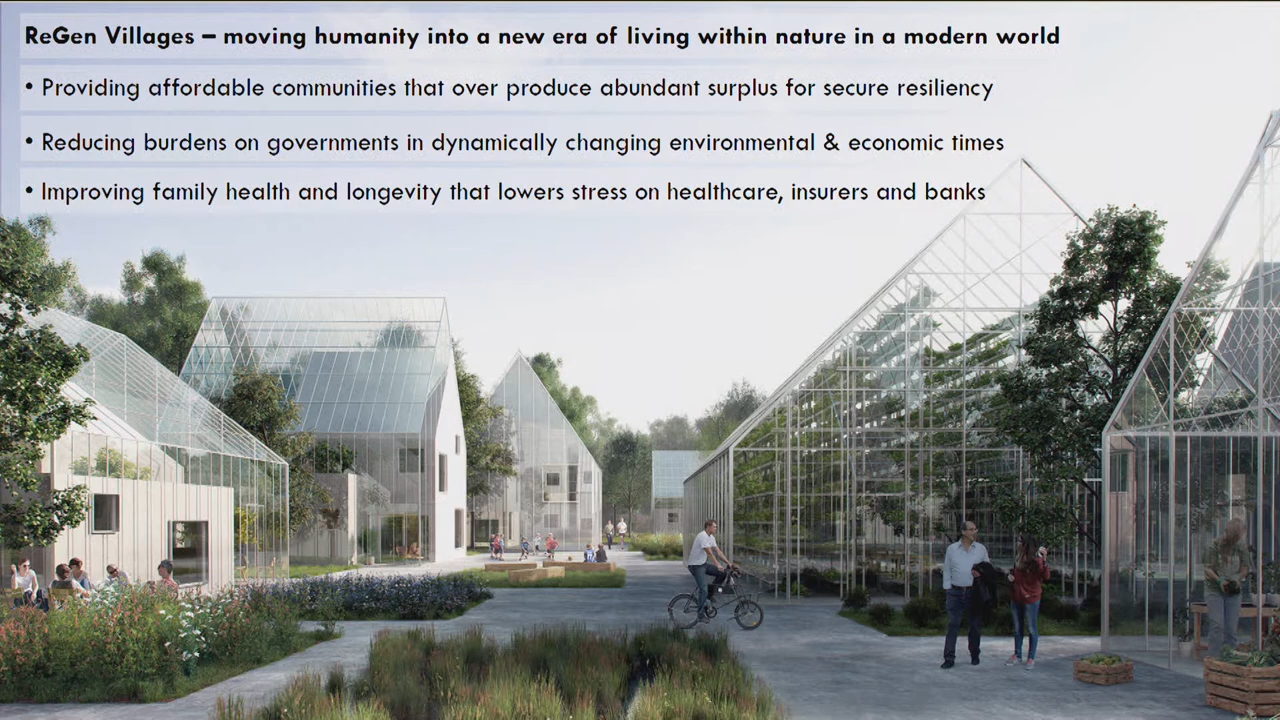 ReGen Villages – moving humanity into a new era of living within nature in a modern world
• Providing affordable communities that over produce abundant surplus for secure resiliency
• Reducing burdens on governments in dynamically changing environmental & economic times
• Improving family health and longevity that lowers stress on healthcare, insurers and banks